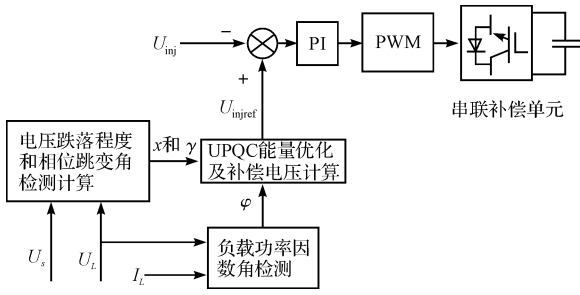 U_inj
−
PI
PWM
+
U_injref
串联补偿单元
电压跌落程度
和相位跳变角
检测计算
x和 γ
UPQC能量优化
及补偿电压计算
φ
U_s
U_L
负载功率因
数角检测
I_L